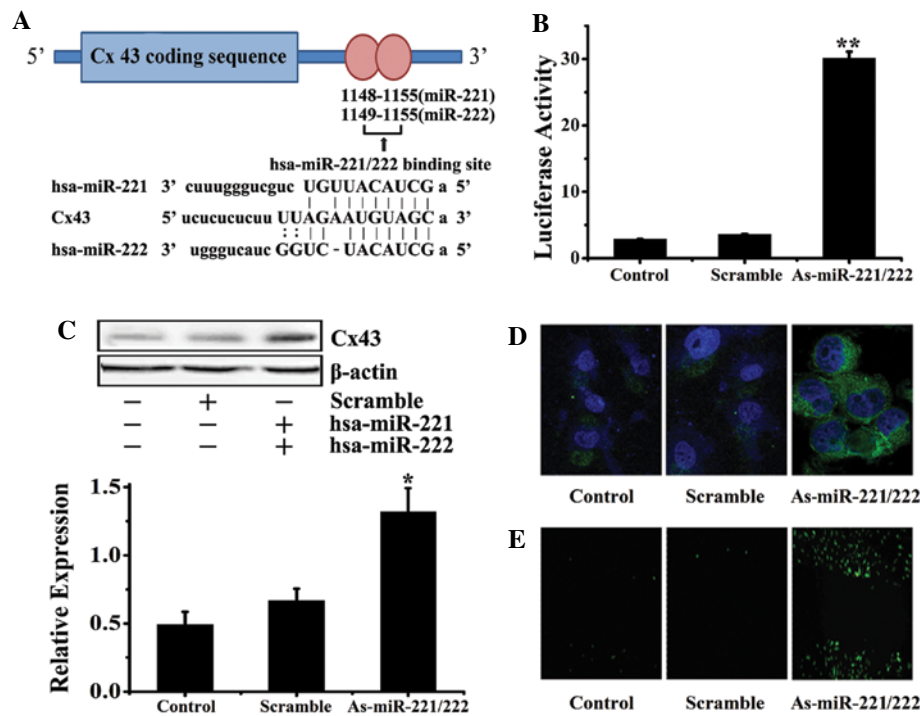 A
5’ Cx 43 coding sequence 3’
1148-1155(miR-221)
1149-1155(miR-222)
hsa-miR-221/222 binding site
hsa-miR-221 3’ cuuugggucguc UGUUACAUCG a 5’
Cx43 5’ ucucucucuu UUAGAAUGUAGC a 3’
hsa-miR-222 3’ ugggucauc GGUC-UACAUCG a 5’
B
Luciferase Activity
30
20
10
0
**
Control Scramble As-miR-221/222
C
Cx43
β-actin
− + − Scramble
− − + hsa-miR-221
− − + hsa-miR-222
Relative Expression
1.5
1.0
0.5
0.0
*
Control Scramble As-miR-221/222
D
Control Scramble As-miR-221/222
E
Control Scramble As-miR-221/222